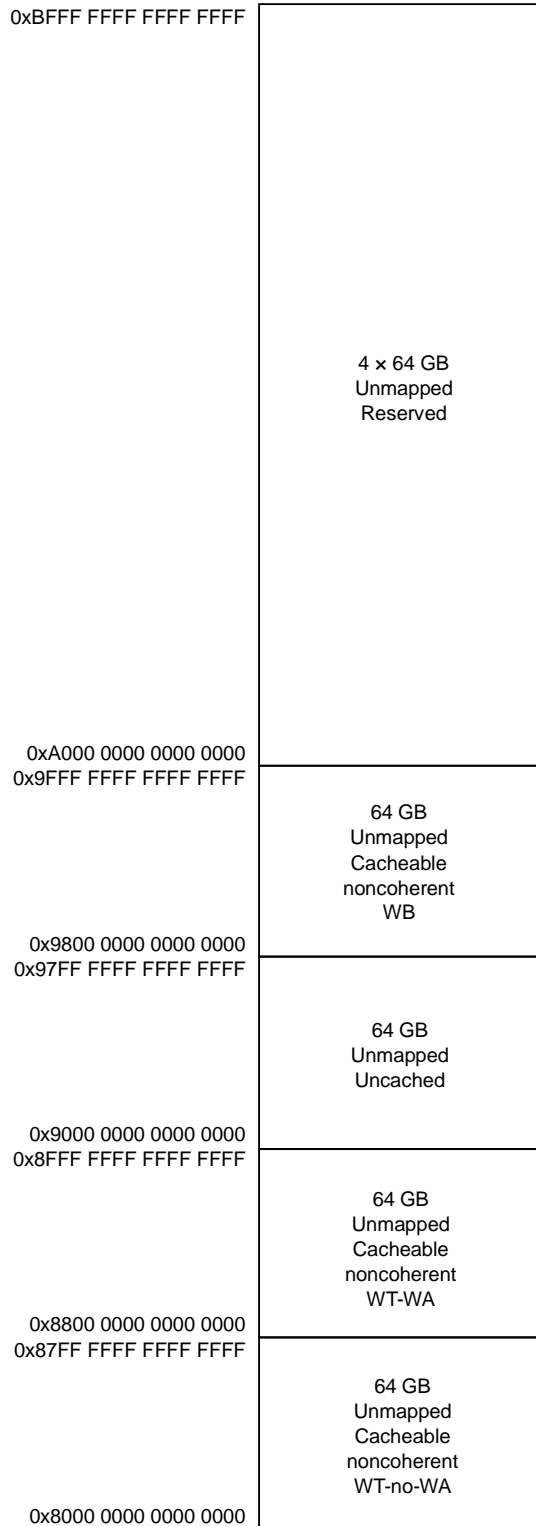 0xBFFF FFFF FFFF FFFF
4 × 64 GB
Unmapped
Reserved
0xA000 0000 0000 0000
0x9FFF FFFF FFFF FFFF
64 GB
Unmapped
Cacheable
noncoherent
WB
0x9800 0000 0000 0000
0x97FF FFFF FFFF FFFF
64 GB
Unmapped
Uncached
0x9000 0000 0000 0000
0x8FFF FFFF FFFF FFFF
64 GB
Unmapped
Cacheable
noncoherent
WT-WA
0x8800 0000 0000 0000
0x87FF FFFF FFFF FFFF
64 GB
Unmapped
Cacheable
noncoherent
WT-no-WA
0x8000 0000 0000 0000